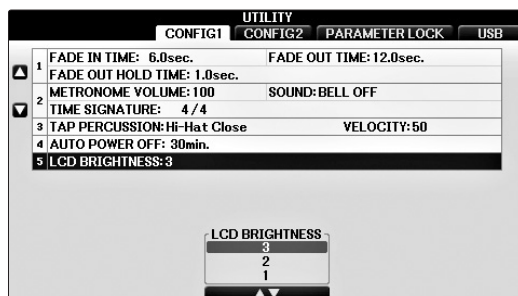 UTILITY
CONFIG1 CONFIG2 PARAMETER LOCK USB
1 FADE IN TIME: 6.0sec. FADE OUT TIME:12.0sec.
FADE OUT HOLD TIME: 1.0sec.
2 METRONOME VOLUME:100 SOUND:BELL OFF
TIME SIGNATURE: 4/4
3 TAP PERCUSSION:Hi-Hat Close VELOCITY:50
4 AUTO POWER OFF: 30min.
5 LCD BRIGHTNESS:3
LCD BRIGHTNESS
3
2
1